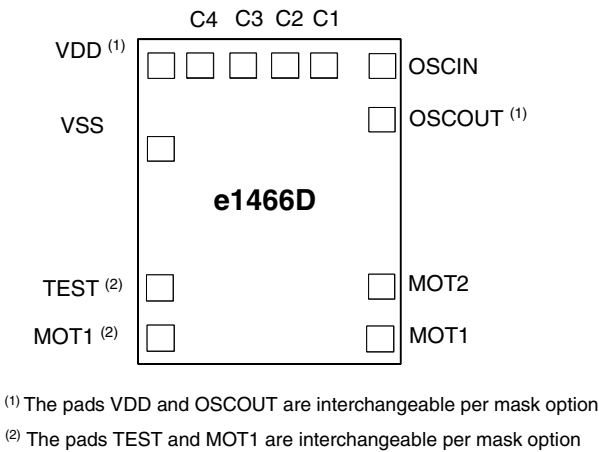 C4 C3 C2 C1
VDD (1)
OSCIN
OSCOUT (1)
VSS
e1466D
TEST (2)
MOT2
MOT1 (2)
MOT1
(1) The pads VDD and OSCOUT are interchangeable per mask option
(2) The pads TEST and MOT1 are interchangeable per mask option